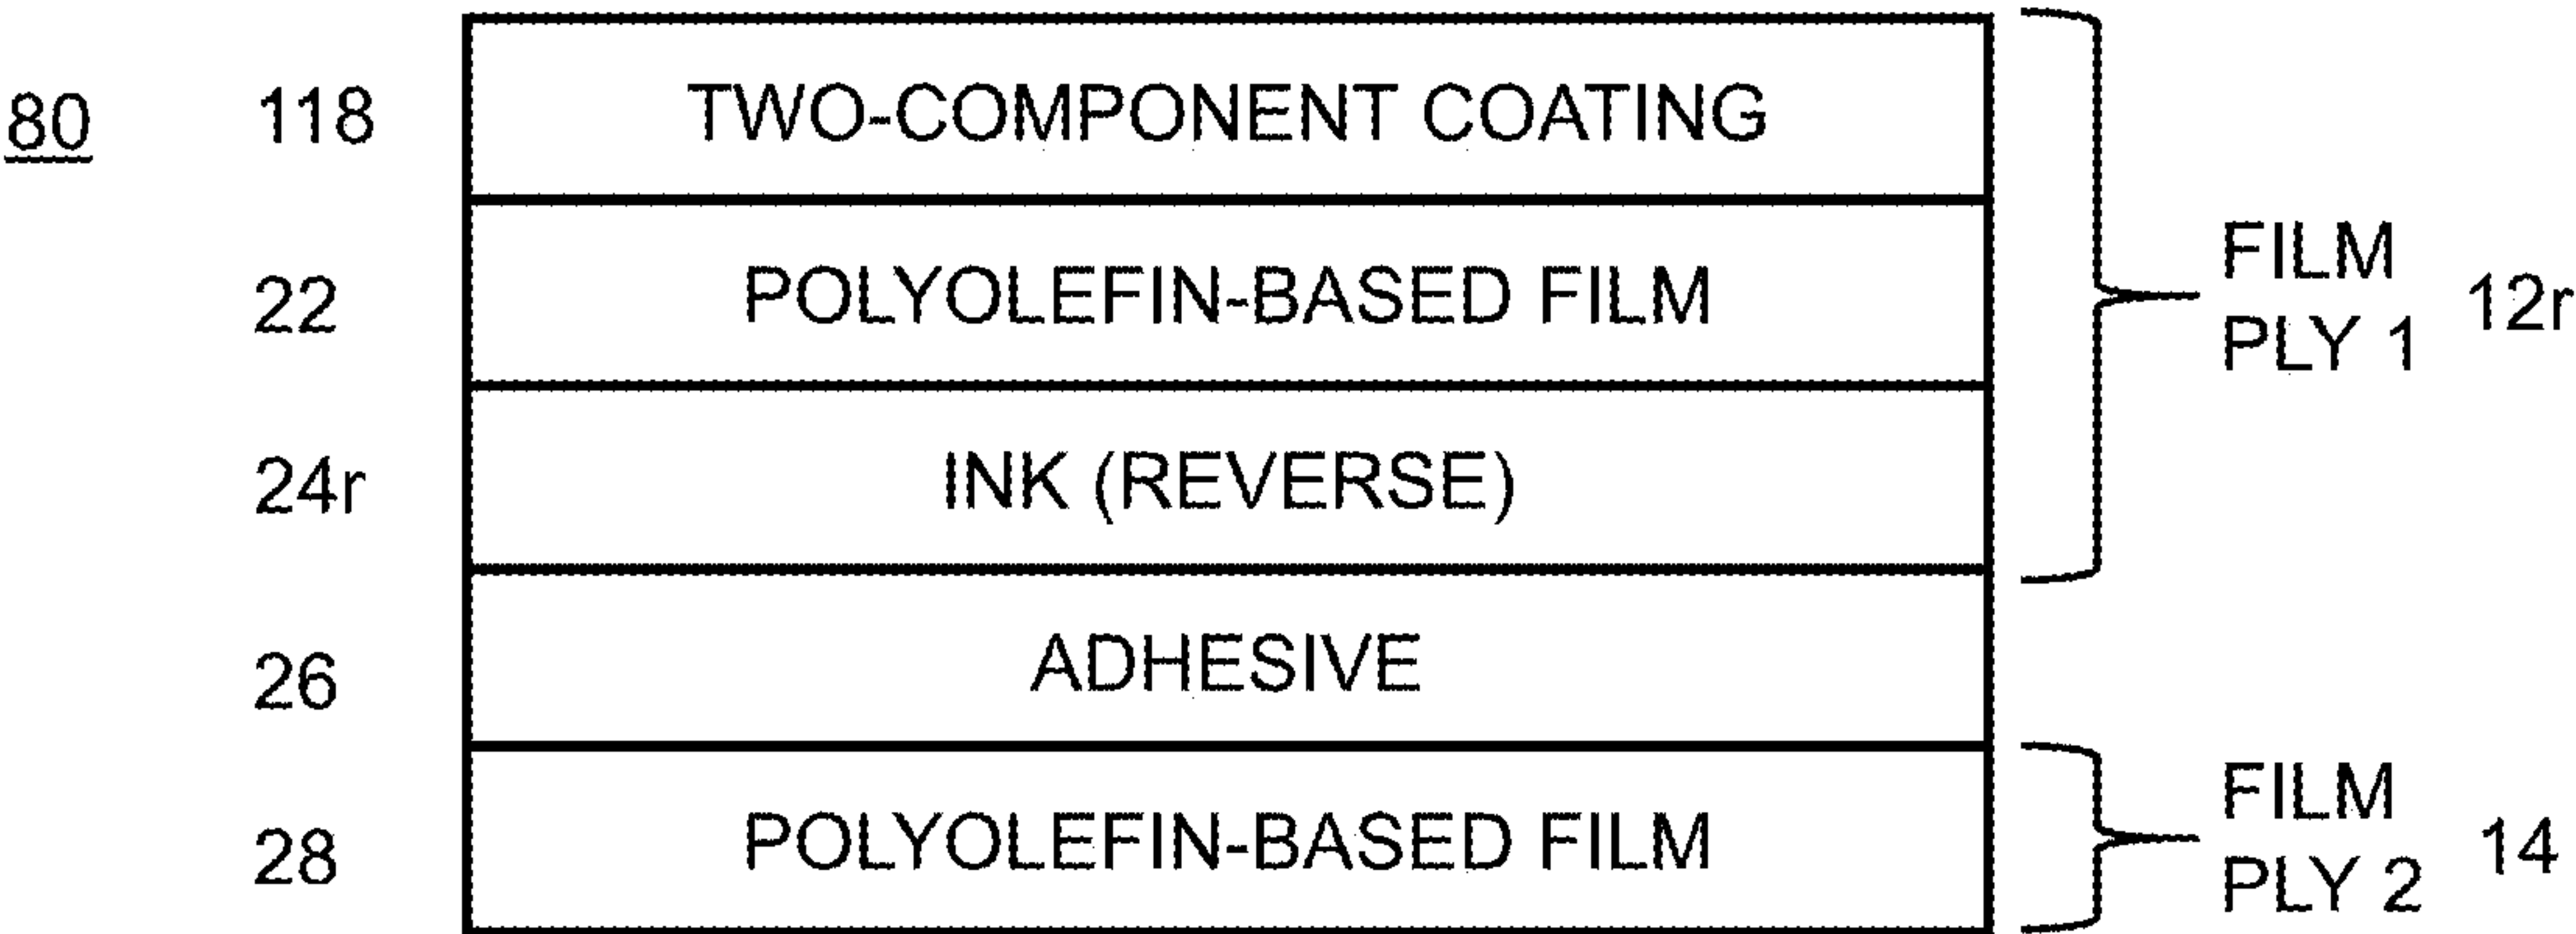 80 118 TWO-COMPONENT COATING
22 POLYOLEFIN-BASED FILM
FILM
PLY 1 12r
24r INK (REVERSE)
26 ADHESIVE
28 POLYOLEFIN-BASED FILM
FILM
PLY 2 14